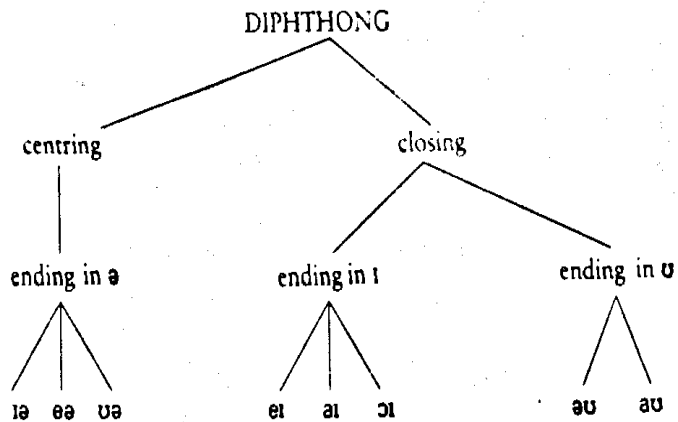 DIPHTHONG
centring closing
ending in ə ending in ɪ ending in ʊ
ɪə eə ʊə eɪ aɪ ɔɪ əʊ aʊ